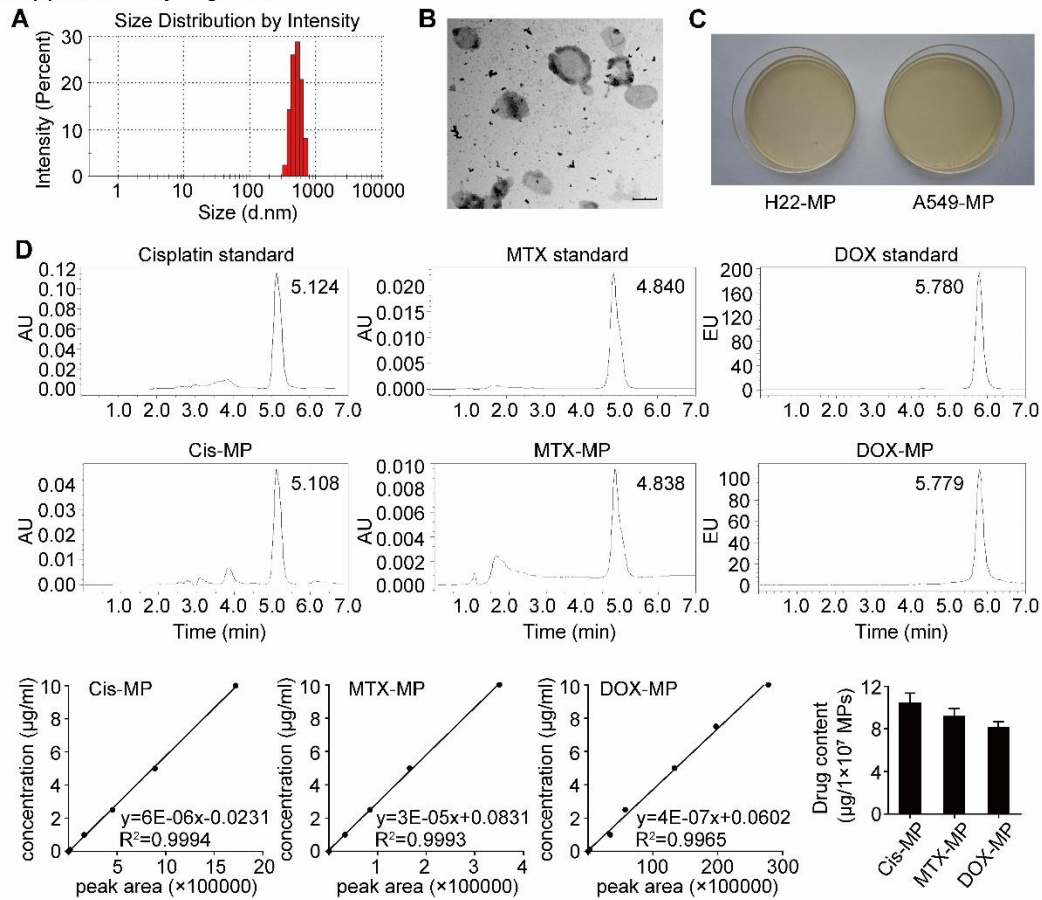 A
Size Distribution by Intensity
Intensity (Percent)
30
20
10
0
1 10 100 1000 10000
Size (d.nm)
B
C
H22-MP A549-MP
D
Cisplatin standard
AU
0.12
0.10
0.08
0.06
0.04
0.02
0.00
5.124
1.0 2.0 3.0 4.0 5.0 6.0 7.0
MTX standard
AU
0.020
0.015
0.010
0.005
0.000
4.840
1.0 2.0 3.0 4.0 5.0 6.0 7.0
DOX standard
EU
200
160
120
80
40
0
5.780
1.0 2.0 3.0 4.0 5.0 6.0 7.0
Cis-MP
AU
0.04
0.03
0.02
0.01
0.00
5.108
1.0 2.0 3.0 4.0 5.0 6.0 7.0
Time (min)
MTX-MP
AU
0.010
0.008
0.006
0.004
0.002
0.000
4.838
1.0 2.0 3.0 4.0 5.0 6.0 7.0
Time (min)
DOX-MP
EU
100
80
60
40
20
0
5.779
1.0 2.0 3.0 4.0 5.0 6.0 7.0
Time (min)
concentration (μg/ml)
10
8
6
4
2
0
Cis-MP
y=6E-06x-0.0231
R²=0.9994
5 10 15 20
peak area (×100000)
concentration (μg/ml)
10
8
6
4
2
0
MTX-MP
y=3E-05x+0.0831
R²=0.9993
1 2 3 4
peak area (×100000)
concentration (μg/ml)
10
8
6
4
2
0
DOX-MP
y=4E-07x+0.0602
R²=0.9965
100 200 300
peak area (×100000)
Drug content
(μg/1×10⁷ MPs)
12
8
4
0
Cis-MP
MTX-MP
DOX-MP